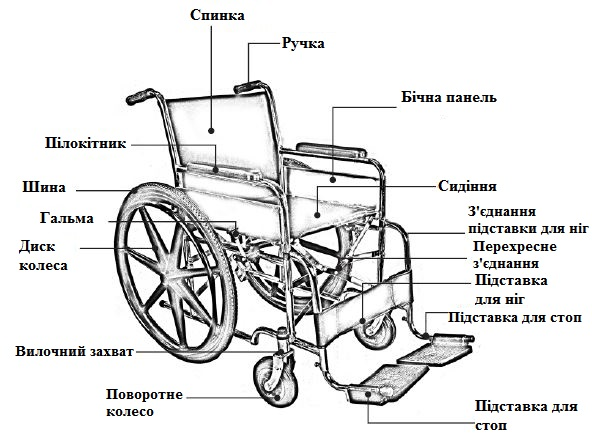 Спинка
Ручка
Бічна панель
Пілокітник
Шина
Сидіння
Гальма
З'єднання
підставки для ніг
Диск
колеса
Перехресне
з'єднання
Підставка
для ніг
Підставка для стоп
Вилочний захват
Поворотне
колесо
Підставка для
стоп